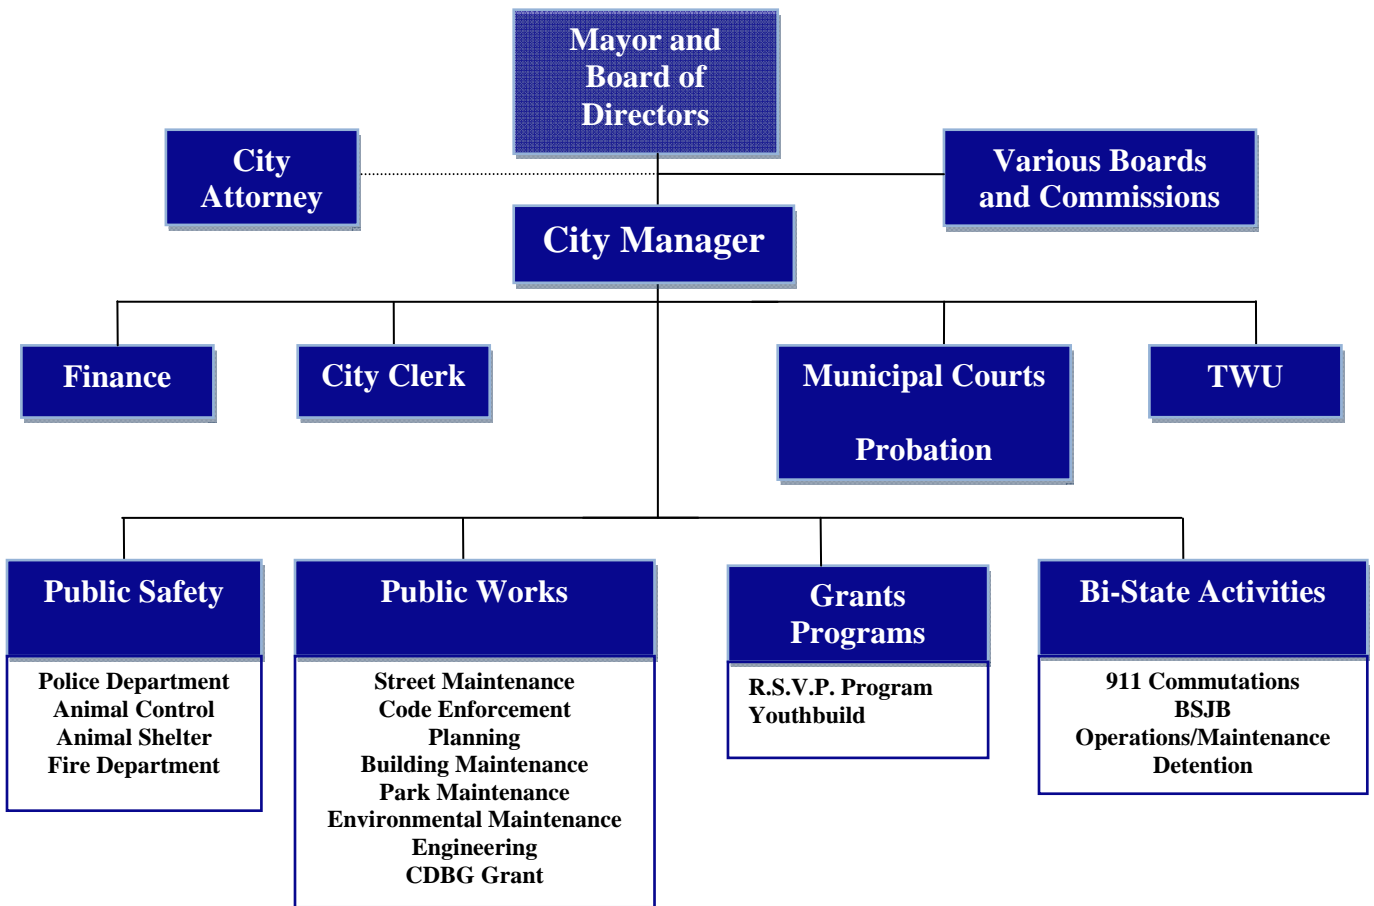 Mayor and
Board of
Directors
City
Attorney
Various Boards
and Commissions
City Manager
Finance
City Clerk
Municipal Courts
Probation
TWU
Public Safety
Police Department
Animal Control
Animal Shelter
Fire Department
Public Works
Street Maintenance
Code Enforcement
Planning
Building Maintenance
Park Maintenance
Environmental Maintenance
Engineering
CDBG Grant
Grants
Programs
R.S.V.P. Program
Youthbuild
Bi-State Activities
911 Commutations
BSJB
Operations/Maintenance
Detention